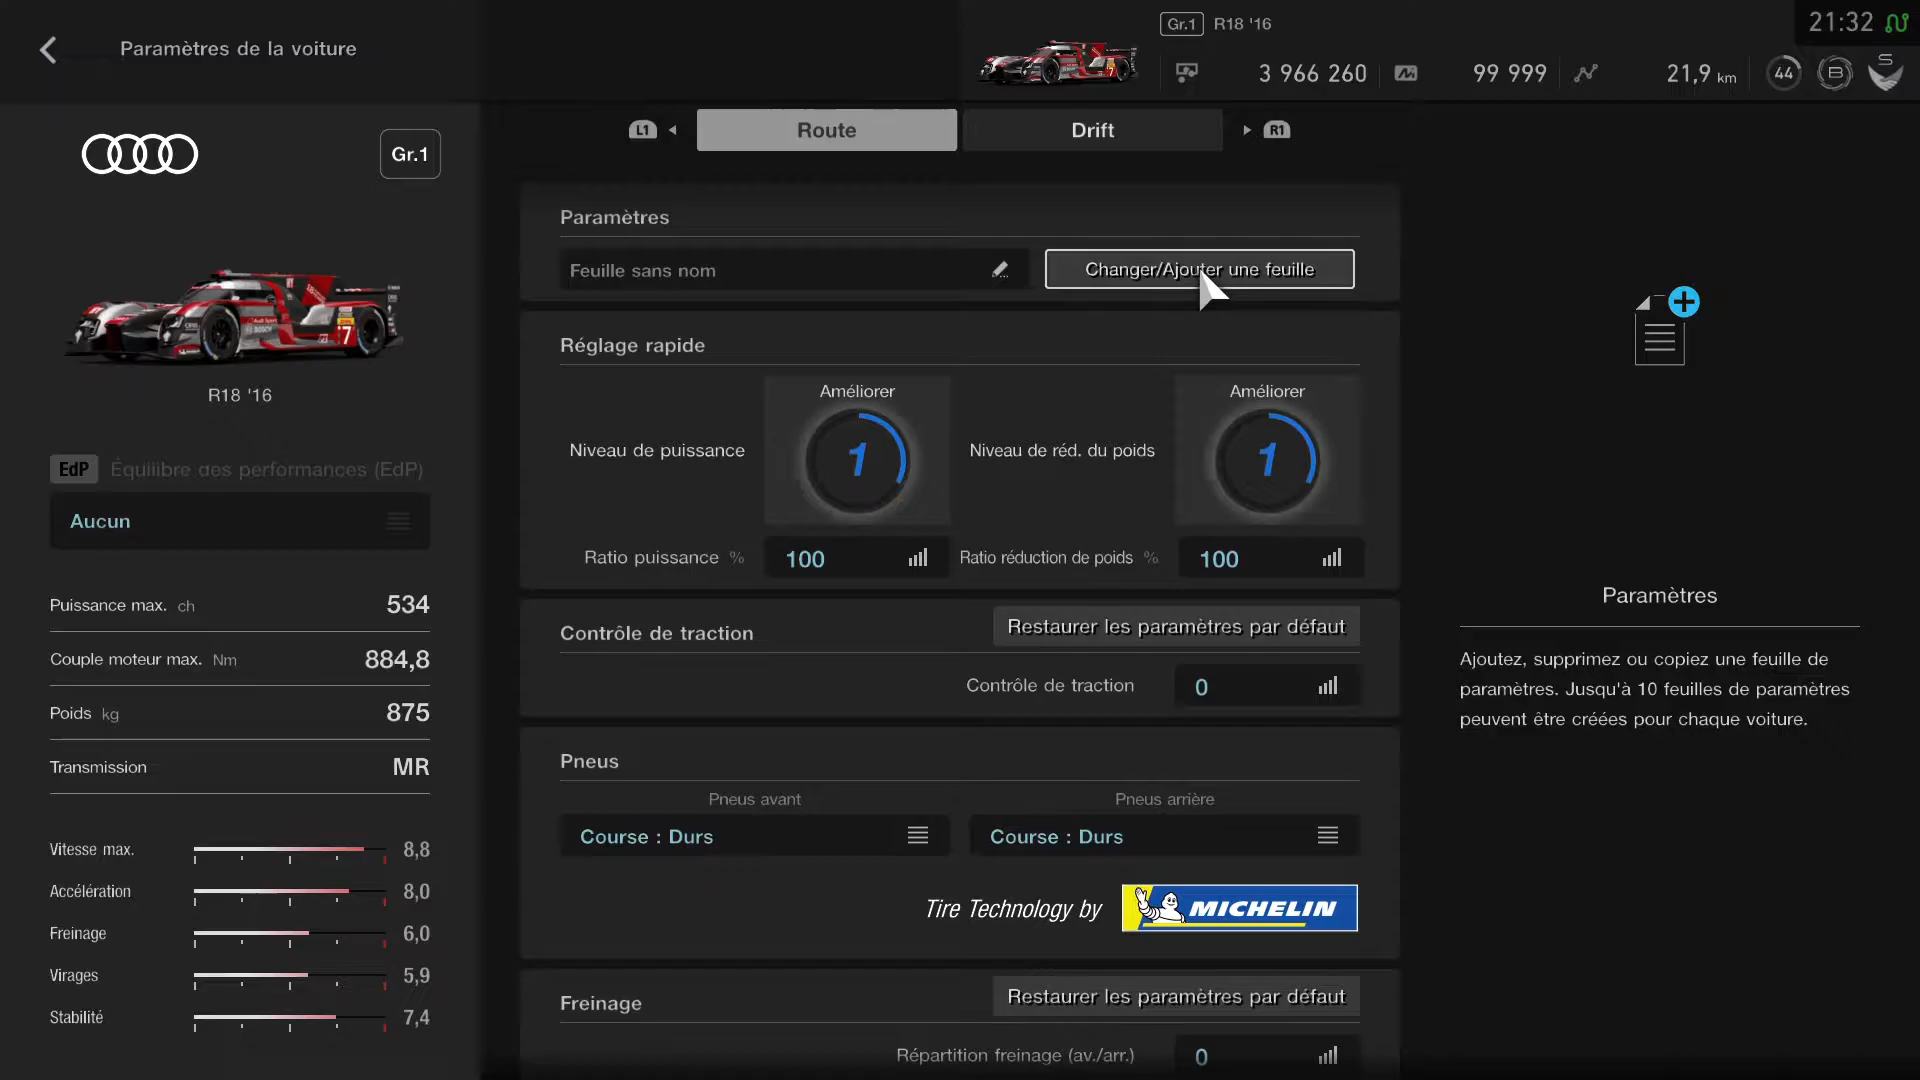 Paramètres de la voiture
Gr.1 R18 '16
21:32
3 966 260
99 999
21,9 km
44
B
S
L1 Route Drift R1
Gr.1
R18 '16
EdP Équilibre des performances (EdP)
Aucun
Puissance max. ch 534
Couple moteur max. Nm 884,8
Poids kg 875
Transmission MR
Vitesse max. 8,8
Accélération 8,0
Freinage 6,0
Virages 5,9
Stabilité 7,4
Paramètres
Feuille sans nom
Changer/Ajouter une feuille
Réglage rapide
Améliorer Améliorer
Niveau de puissance 1 Niveau de réd. du poids 1
Ratio puissance % 100 Ratio réduction de poids % 100
Contrôle de traction Restaurer les paramètres par défaut
Contrôle de traction 0
Pneus
Pneus avant Pneus arrière
Course : Durs Course : Durs
Tire Technology by MICHELIN
Freinage Restaurer les paramètres par défaut
Répartition freinage (av./arr.) 0
Paramètres
Ajoutez, supprimez ou copiez une feuille de
paramètres. Jusqu'à 10 feuilles de paramètres
peuvent être créées pour chaque voiture.